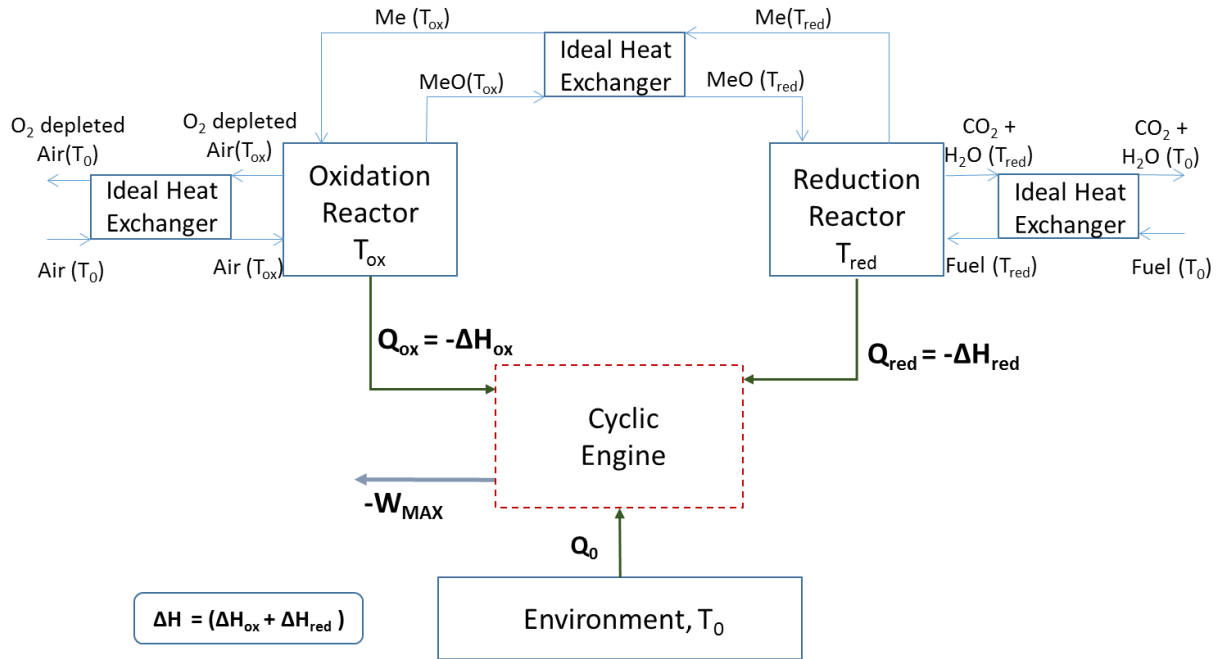 Me (Tox)
Me(Tred)
Ideal Heat
Exchanger
MeO(Tox)
MeO (Tred)
O2 depleted
Air(T0)
O2 depleted
Air(Tox)
Ideal Heat
Exchanger
Air (T0)
Air (Tox)
Oxidation
Reactor
Tox
Reduction
Reactor
Tred
CO2 +
H2O (Tred)
CO2 +
H2O (T0)
Ideal Heat
Exchanger
Fuel (Tred)
Fuel (T0)
Qox = -ΔHox
Qred = -ΔHred
Cyclic
Engine
-WMAX
Q0
Environment, T0
ΔH = (ΔHox + ΔHred )